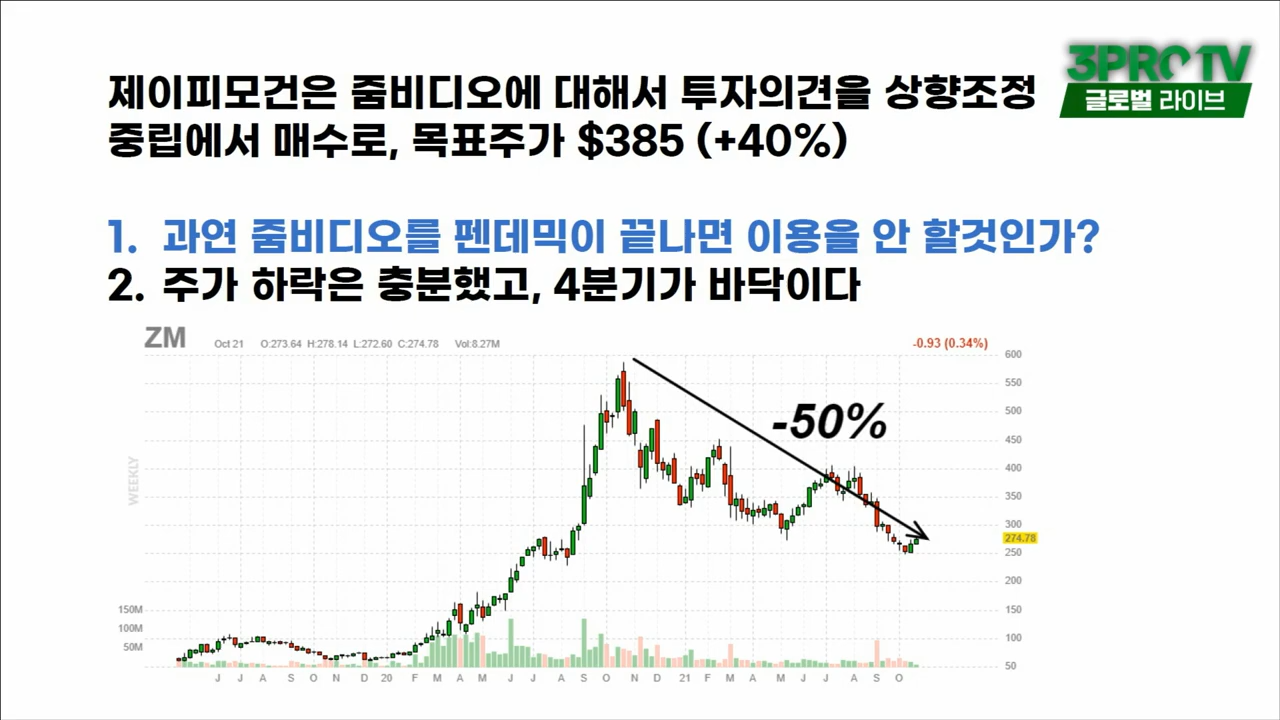 3PRO TV
글로벌 라이브
제이피모건은 줌비디오에 대해서 투자의견을 상향조정
중립에서 매수로, 목표주가 $385 (+40%)
1. 과연 줌비디오를 펜데믹이 끝나면 이용을 안 할것인가?
2. 주가 하락은 충분했고, 4분기가 바닥이다
ZM Oct 21 O:273.64 H:278.14 L:272.60 C:274.78 Vol:8.27M -0.93 (0.34%)
-50%
WEEKLY
600
550
500
450
400
350
300
274.78
250
200
150
100
50
150M
100M
50M
J J A S O N D 20 F M A M J J A S O N D 21 F M A M J J A S O